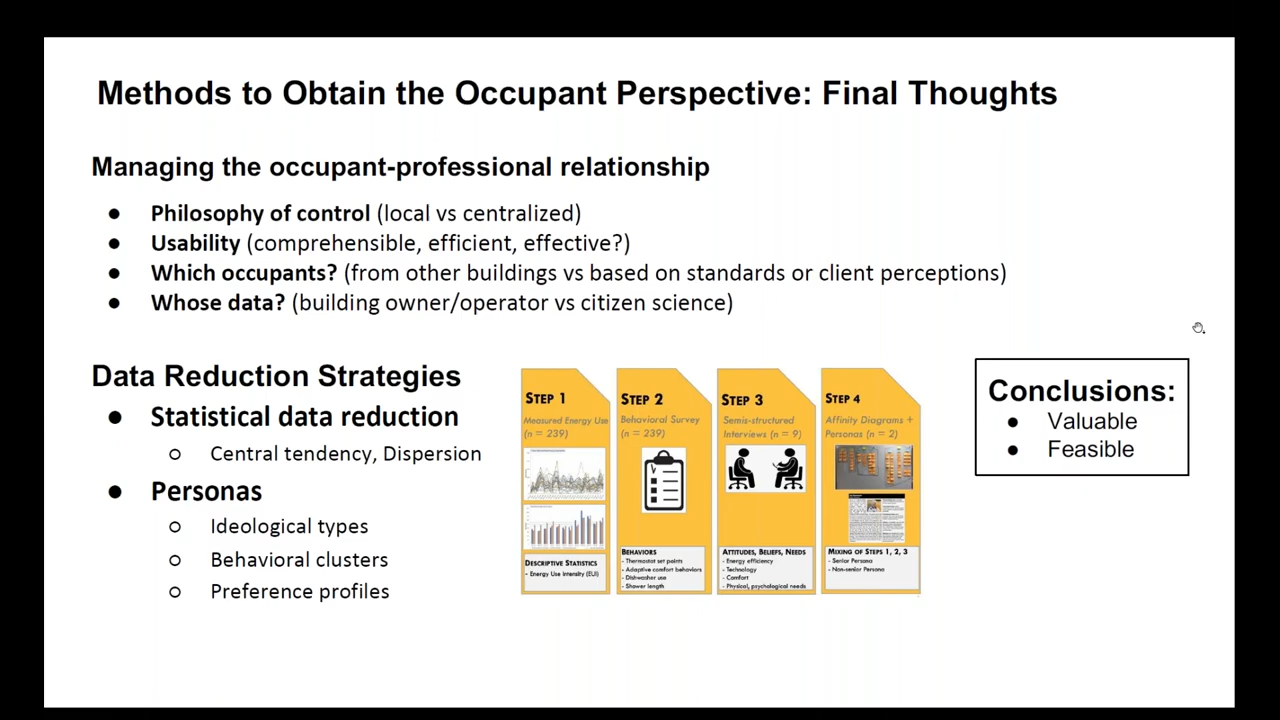 Methods to Obtain the Occupant Perspective: Final Thoughts
Managing the occupant-professional relationship
● Philosophy of control (local vs centralized)
● Usability (comprehensible, efficient, effective?)
● Which occupants? (from other buildings vs based on standards or client perceptions)
● Whose data? (building owner/operator vs citizen science)
Data Reduction Strategies
● Statistical data reduction
○ Central tendency, Dispersion
● Personas
○ Ideological types
○ Behavioral clusters
○ Preference profiles
STEP 1
Measured Energy Use
(n = 239)
DESCRIPTIVE STATISTICS
- Energy Use Intensity (EUI)
STEP 2
Behavioral Survey
(n = 239)
BEHAVIORS
- Thermostat set points
- Adaptive comfort behaviors
- Dishwasher use
- Shower length
STEP 3
Semis-structured
Interviews (n = 9)
ATTITUDES, BELIEFS, NEEDS
- Energy efficiency
- Technology
- Comfort
- Physical, psychological needs
STEP 4
Affinity Diagrams +
Personas (n = 2)
MIXING OF STEPS 1, 2, 3
- Senior Persona
- Non-senior Persona
Conclusions:
● Valuable
● Feasible